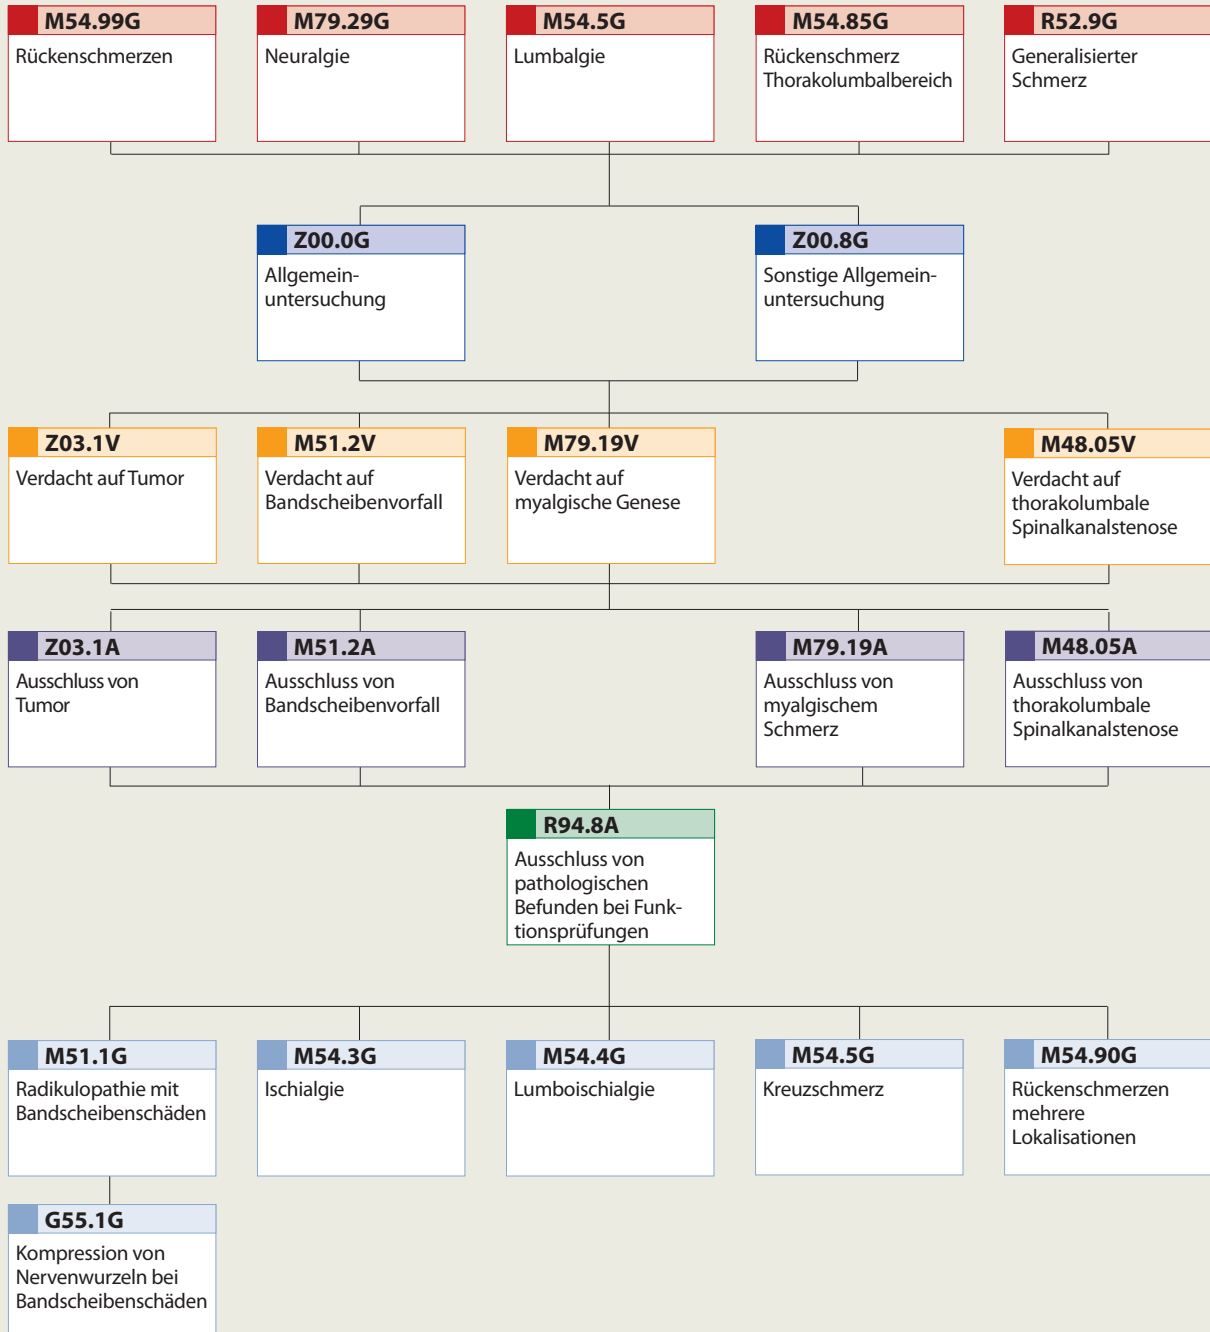 M54.99G
Rückenschmerzen
M79.29G
Neuralgie
M54.5G
Lumbalgie
M54.85G
Rückenschmerz
Thorakolumbalbereich
R52.9G
Generalisierter
Schmerz
Z00.0G
Allgemein-
untersuchung
Z00.8G
Sonstige Allgemein-
untersuchung
Z03.1V
Verdacht auf Tumor
M51.2V
Verdacht auf
Bandscheibenvorfall
M79.19V
Verdacht auf
myalgische Genese
M48.05V
Verdacht auf
thorakolumbale
Spinalkanalstenose
Z03.1A
Ausschluss von
Tumor
M51.2A
Ausschluss von
Bandscheibenvorfall
M79.19A
Ausschluss von
myalgischem
Schmerz
M48.05A
Ausschluss von
thorakolumbale
Spinalkanalstenose
R94.8A
Ausschluss von
pathologischen
Befunden bei Funk-
tionsprüfungen
M51.1G
Radikulopathie mit
Bandscheibenschäden
M54.3G
Ischialgie
M54.4G
Lumboischialgie
M54.5G
Kreuzschmerz
M54.90G
Rückenschmerzen
mehrere
Lokalisationen
G55.1G
Kompression von
Nervenwurzeln bei
Bandscheibenschäden